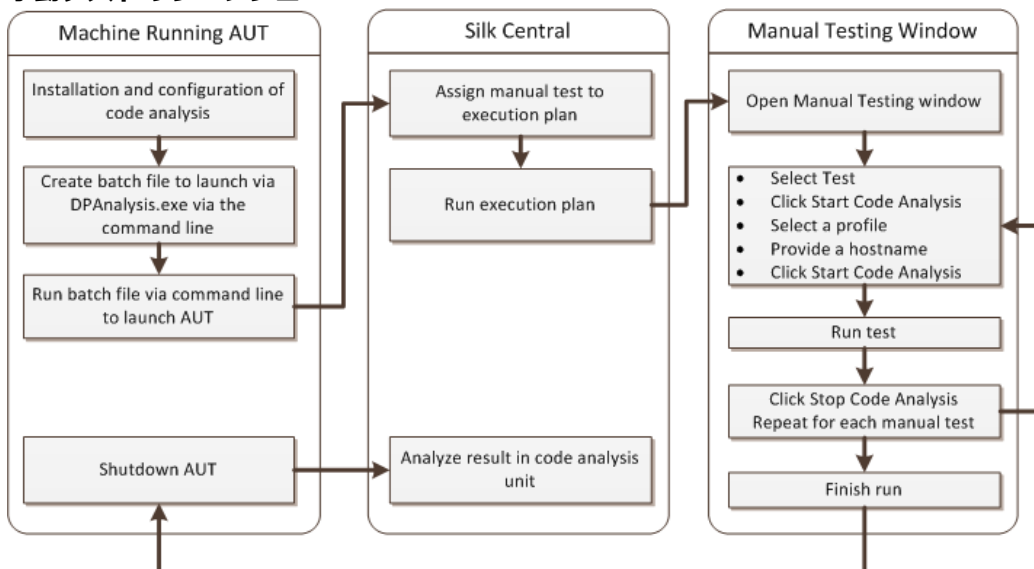 Machine Running AUT
Installation and configuration of
code analysis
Create batch file to launch via
DPAnalysis.exe via the
command line
Run batch file via command line
to launch AUT
Shutdown AUT
Silk Central
Assign manual test to
execution plan
Run execution plan
Analyze result in code analysis
unit
Manual Testing Window
Open Manual Testing window
• Select Test
• Click Start Code Analysis
• Select a profile
• Provide a hostname
• Click Start Code Analysis
Run test
Click Stop Code Analysis
Repeat for each manual test
Finish run